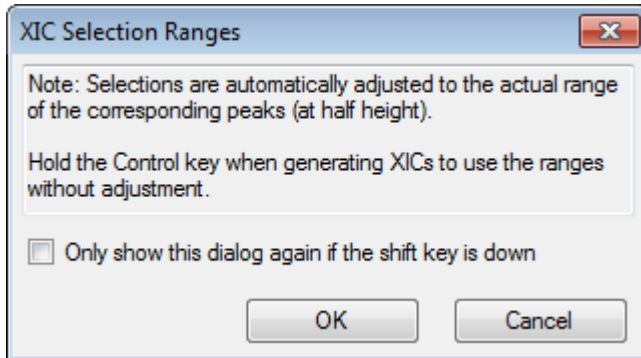 XIC Selection Ranges
Note: Selections are automatically adjusted to the actual range
of the corresponding peaks (at half height).
Hold the Control key when generating XICs to use the ranges
without adjustment.
Only show this dialog again if the shift key is down
OK
Cancel